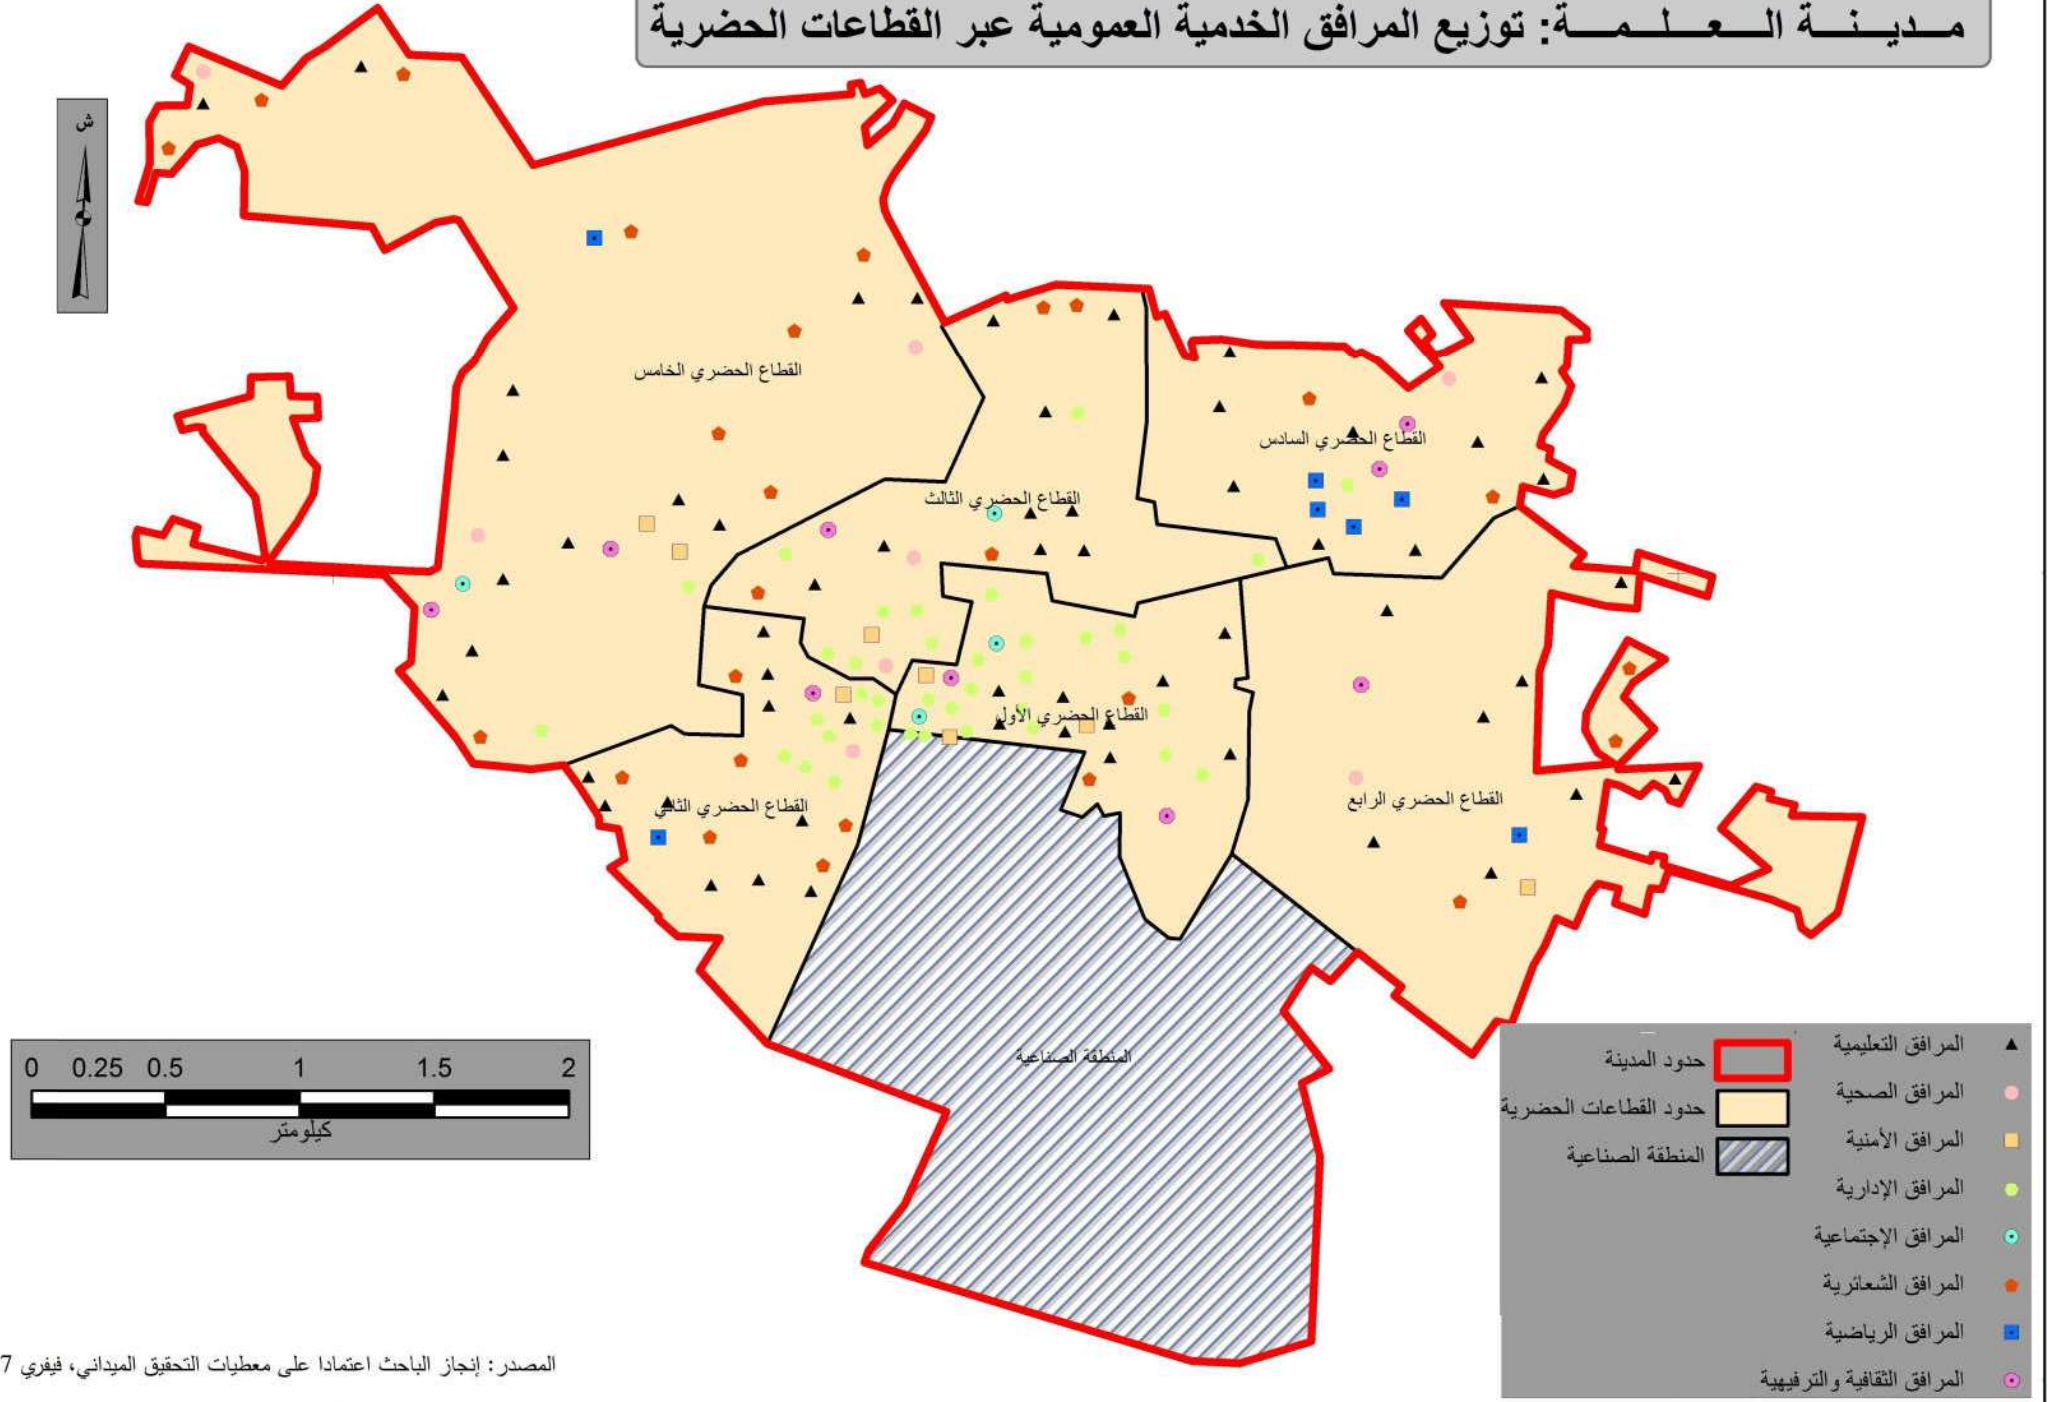 مـديـنـة الـعـلـمـة: توزيع المرافق الخدمية العمومية عبر القطاعات الحضرية
ش
القطاع الحضري الخامس
القطاع الحضري السادس
القطاع الحضري الثالث
القطاع الحضري الأول
القطاع الحضري الرابع
القطاع الحضري الثاني
المنطقة الصناعية
0 0.25 0.5 1 1.5 2
كيلومتر
المرافق التعليمية
المرافق الصحية
المرافق الأمنية
المرافق الإدارية
المرافق الإجتماعية
المرافق الشعائرية
المرافق الرياضية
المرافق الثقافية والترفيهية
حدود المدينة
حدود القطاعات الحضرية
المنطقة الصناعية
المصدر: إنجاز الباحث اعتمادا على معطيات التحقيق الميداني، فيفري 7